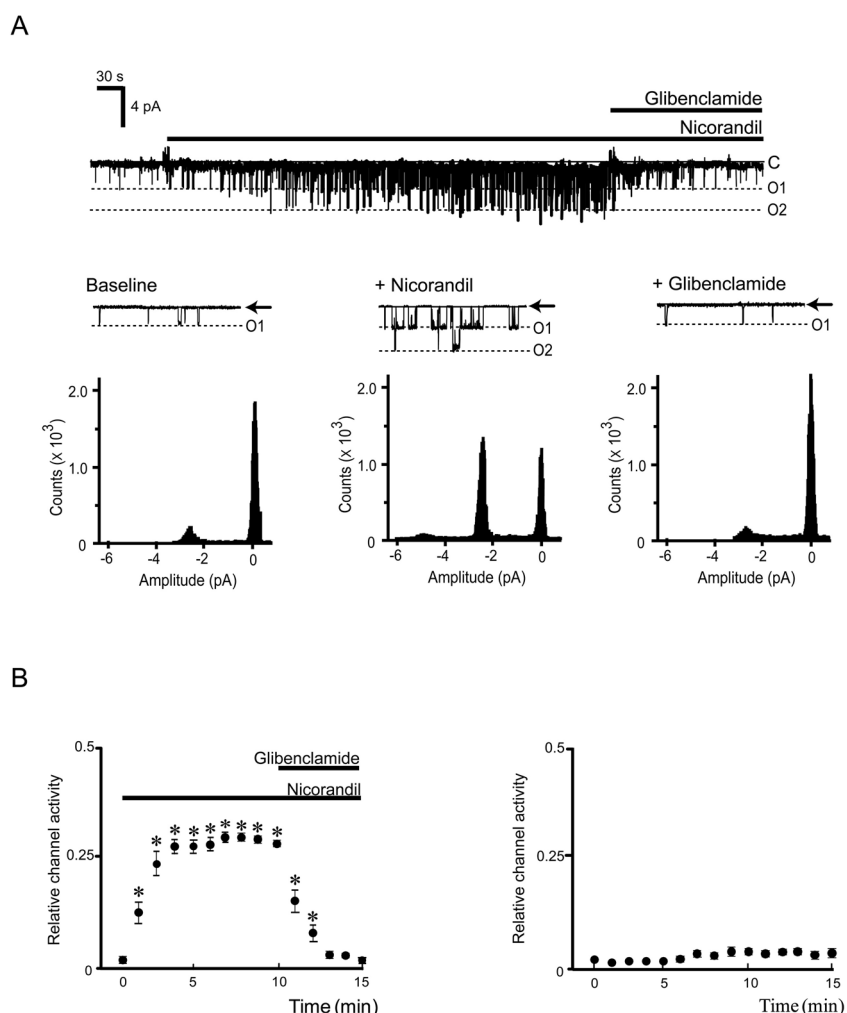 A
30 s
4 pA
Glibenclamide
Nicorandil
C
O1
O2
Baseline
+ Nicorandil
+ Glibenclamide
O1
O1
O2
O1
Counts (x 10³)
2.0
1.0
0
-6 -4 -2 0
Amplitude (pA)
Counts (x 10³)
2.0
1.0
0
-6 -4 -2 0
Amplitude (pA)
Counts (x 10³)
2.0
1.0
0
-6 -4 -2 0
Amplitude (pA)
B
Relative channel activity
0.5
0.25
0
Glibenclamide
Nicorandil
* * * * * * * * * * *
0 5 10 15
Time (min)
Relative channel activity
0.5
0.25
0
0 5 10 15
Time (min)